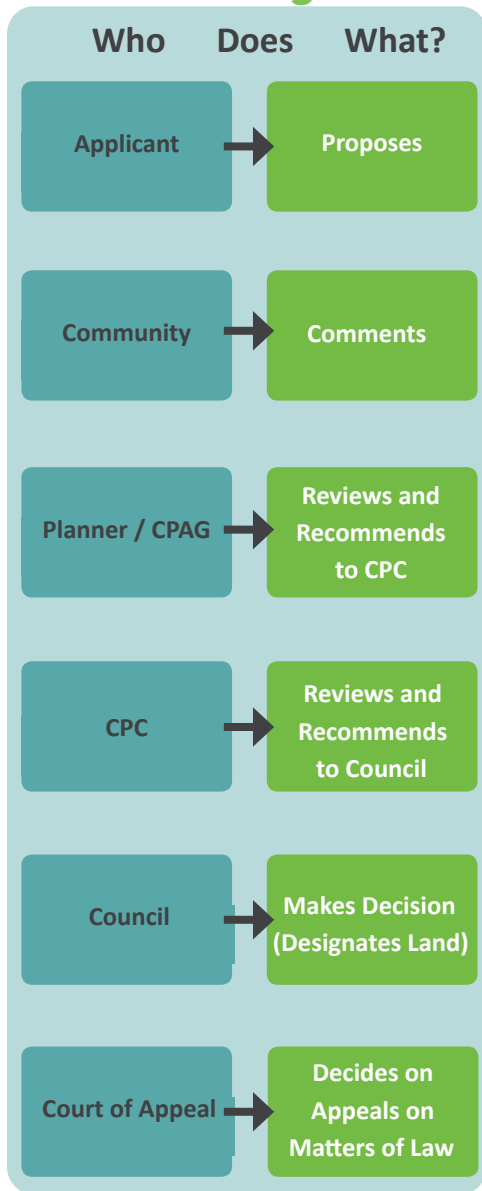 Who Does What?
Applicant
Proposes
Community
Comments
Planner / CPAG
Reviews and
Recommends
to CPC
CPC
Reviews and
Recommends
to Council
Council
Makes Decision
(Designates Land)
Court of Appeal
Decides on
Appeals on
Matters of Law